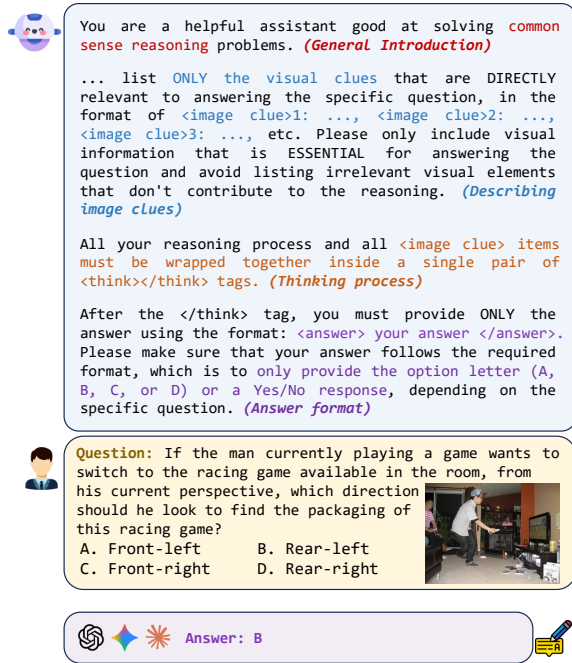 You are a helpful assistant good at solving common
sense reasoning problems. (General Introduction)
... list ONLY the visual clues that are DIRECTLY
relevant to answering the specific question, in the
format of <image clue>1: ..., <image clue>2: ...,
<image clue>3: ..., etc. Please only include visual
information that is ESSENTIAL for answering the
question and avoid listing irrelevant visual elements
that don't contribute to the reasoning. (Describing
image clues)
All your reasoning process and all <image clue> items
must be wrapped together inside a single pair of
<think></think> tags. (Thinking process)
After the </think> tag, you must provide ONLY the
answer using the format: <answer> your answer </answer>.
Please make sure that your answer follows the required
format, which is to only provide the option letter (A,
B, C, or D) or a Yes/No response, depending on the
specific question. (Answer format)
Question: If the man currently playing a game wants to
switch to the racing game available in the room, from
his current perspective, which direction
should he look to find the packaging of
this racing game?
A. Front-left B. Rear-left
C. Front-right D. Rear-right
Answer: B
A